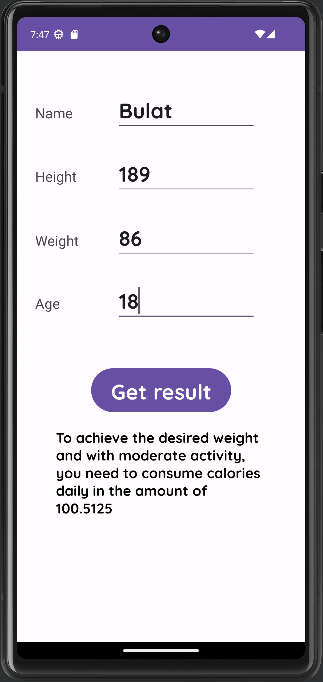 7:47
Name Bulat
Height 189
Weight 86
Age 18
Get result
To achieve the desired weight
and with moderate activity,
you need to consume calories
daily in the amount of
100.5125